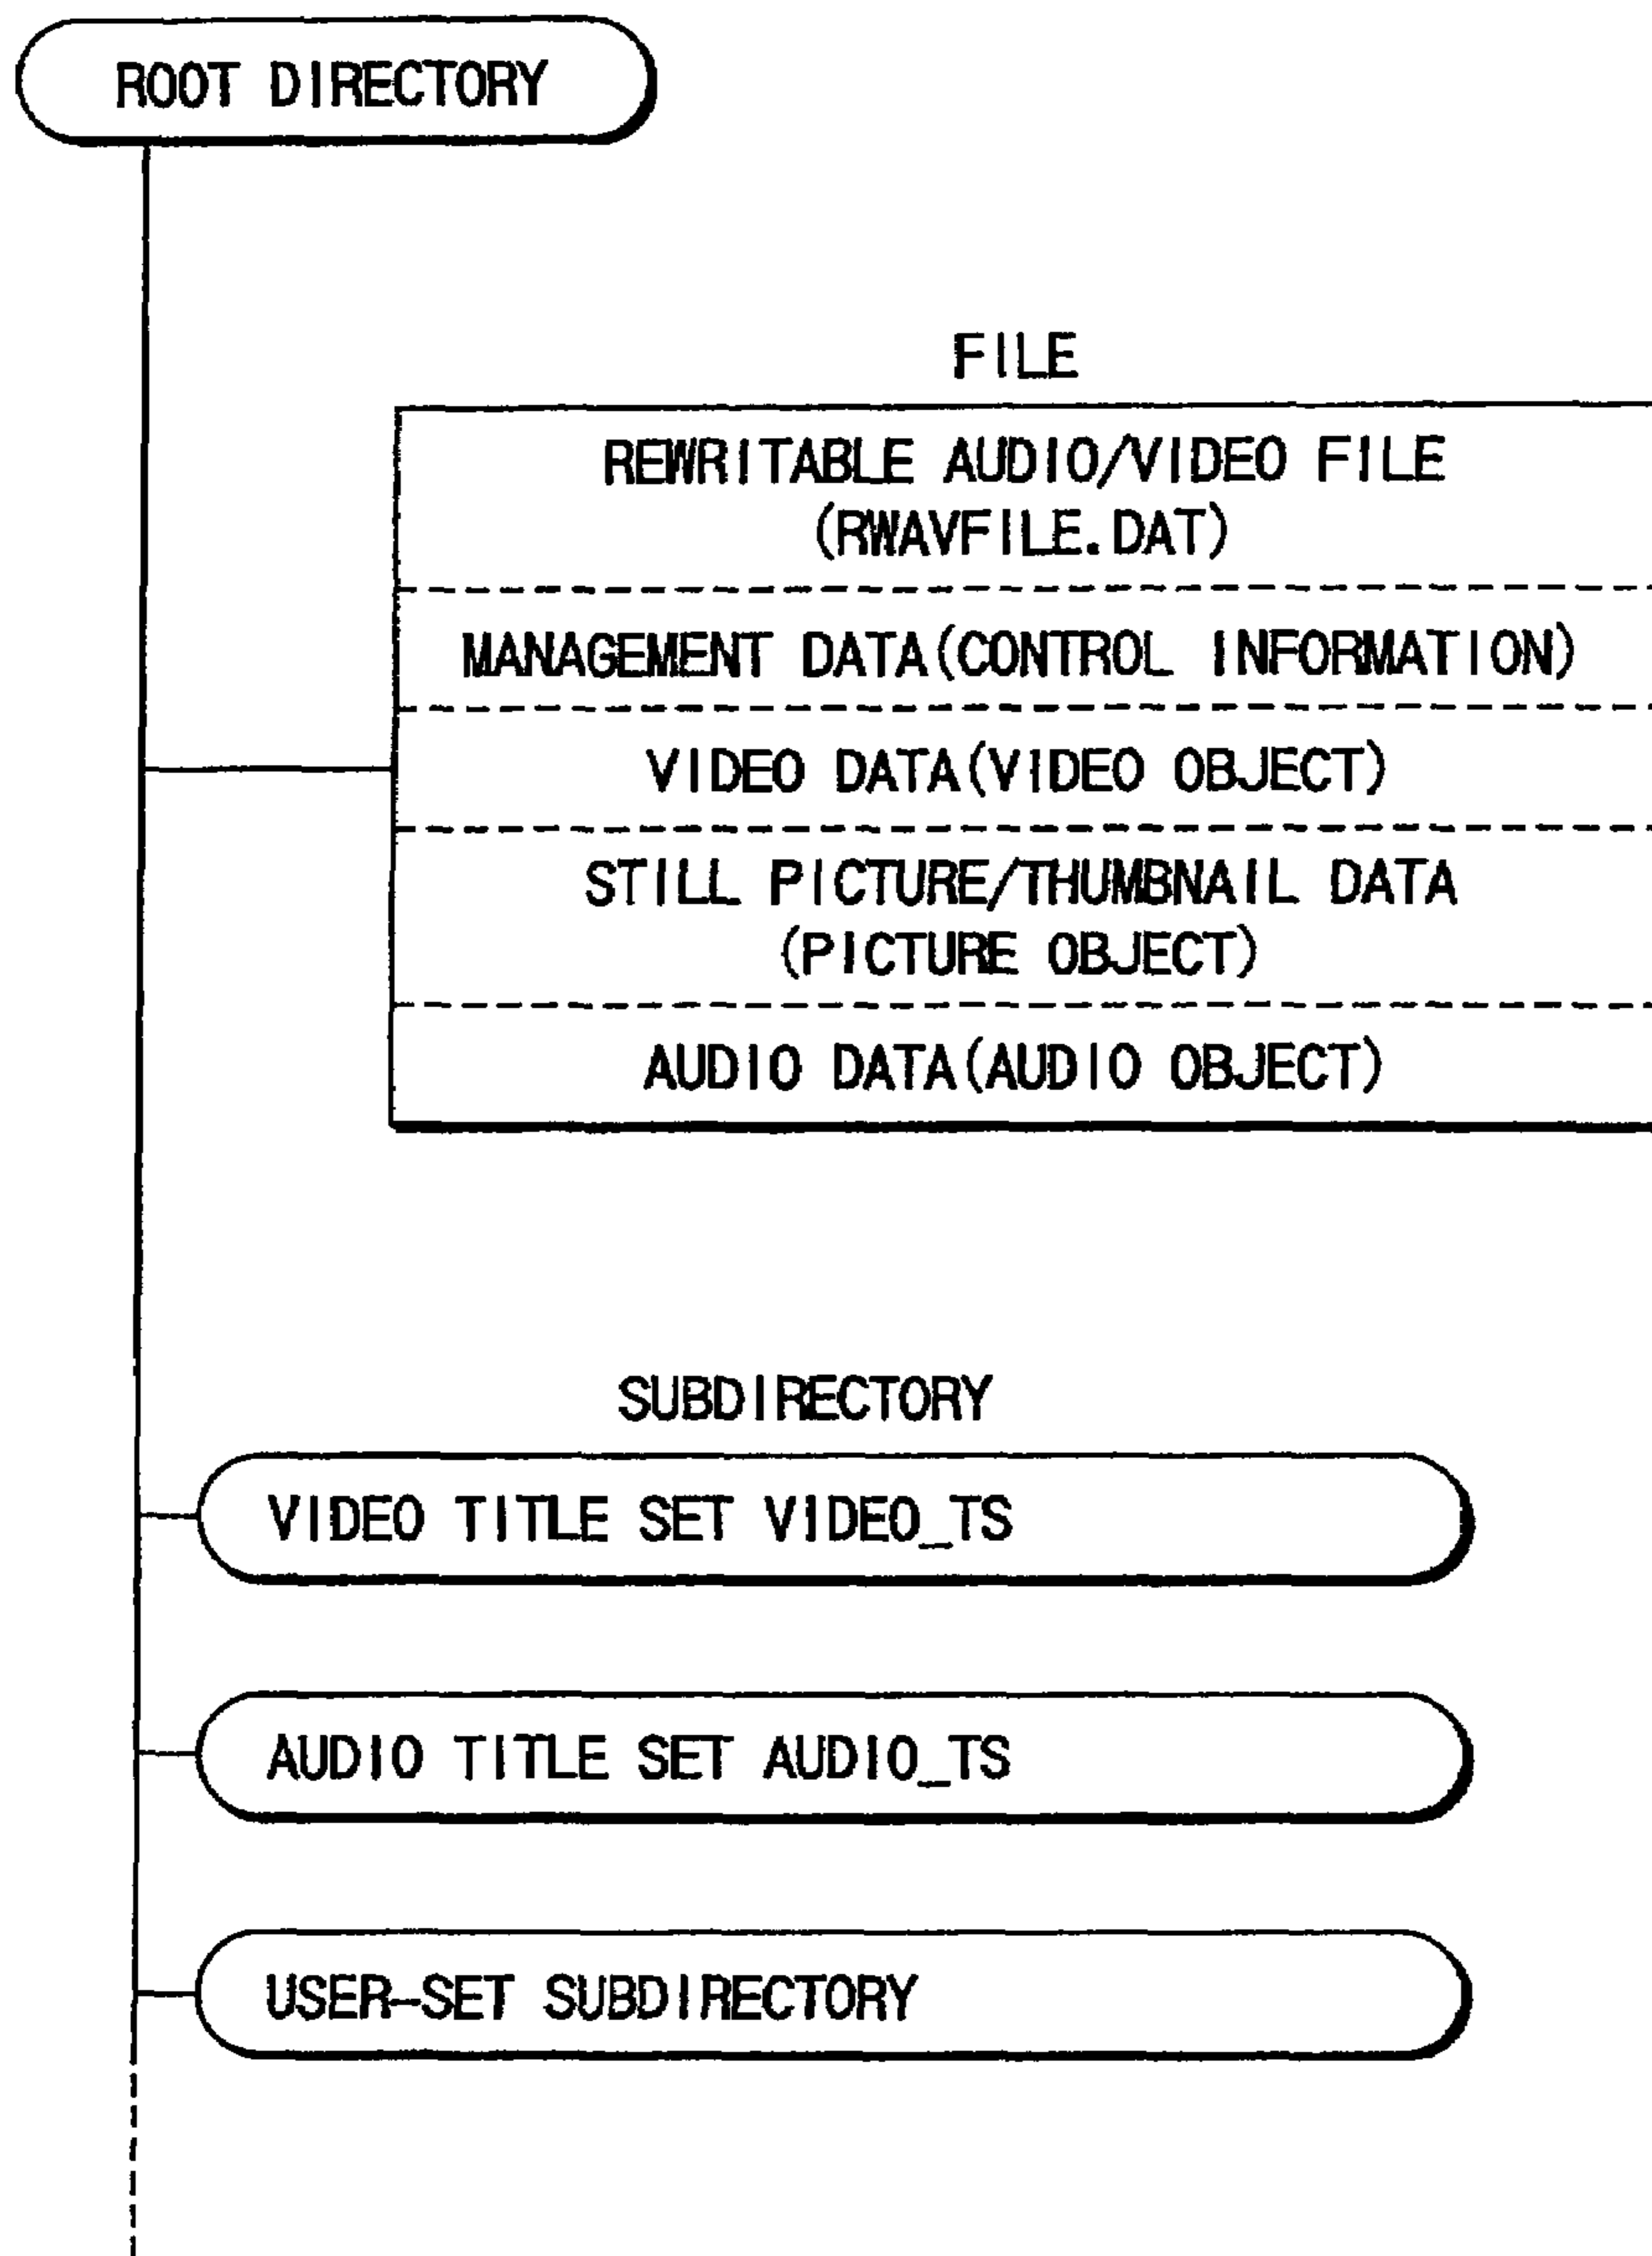 ROOT DIRECTORY
FILE
REWRITABLE AUDIO/VIDEO FILE
(RWAVFILE.DAT)
MANAGEMENT DATA(CONTROL INFORMATION)
VIDEO DATA(VIDEO OBJECT)
STILL PICTURE/THUMBNAIL DATA
(PICTURE OBJECT)
AUDIO DATA(AUDIO OBJECT)
SUBDIRECTORY
VIDEO TITLE SET VIDEO_TS
AUDIO TITLE SET AUDIO_TS
USER-SET SUBDIRECTORY